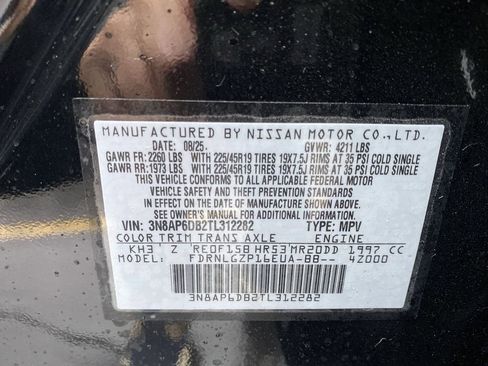 MANUFACTURED BY NISSAN MOTOR CO.,LTD.
DATE: 08/25 GVWR: 4211 LBS
GAWR FR: 2260 LBS WITH 225/45R19 TIRES 19X7.5J RIMS AT 35 PSI COLD SINGLE
GAWR RR: 1973 LBS WITH 225/45R19 TIRES 19X7.5J RIMS AT 35 PSI COLD SINGLE
THIS VEHICLE CONFORMS TO ALL APPLICABLE FEDERAL MOTOR
VEHICLE SAFETY AND THEFT PREVENTION STANDARDS
IN EFFECT ON THE DATE OF MANUFACTURE SHOWN ABOVE.
SEE OWNER'S MANUAL FOR ADDITIONAL INFORMATION
VIN: 3N8AP6DB2TL312282 TYPE: MPV
COLOR TRIM TRANS AXLE ENGINE
KH3 Z RE0F15B HR53 MR20DD 1997 CC
MODEL: FDRNLGZP16EUA-BB-- 4Z000
3N8AP6DB2TL312282